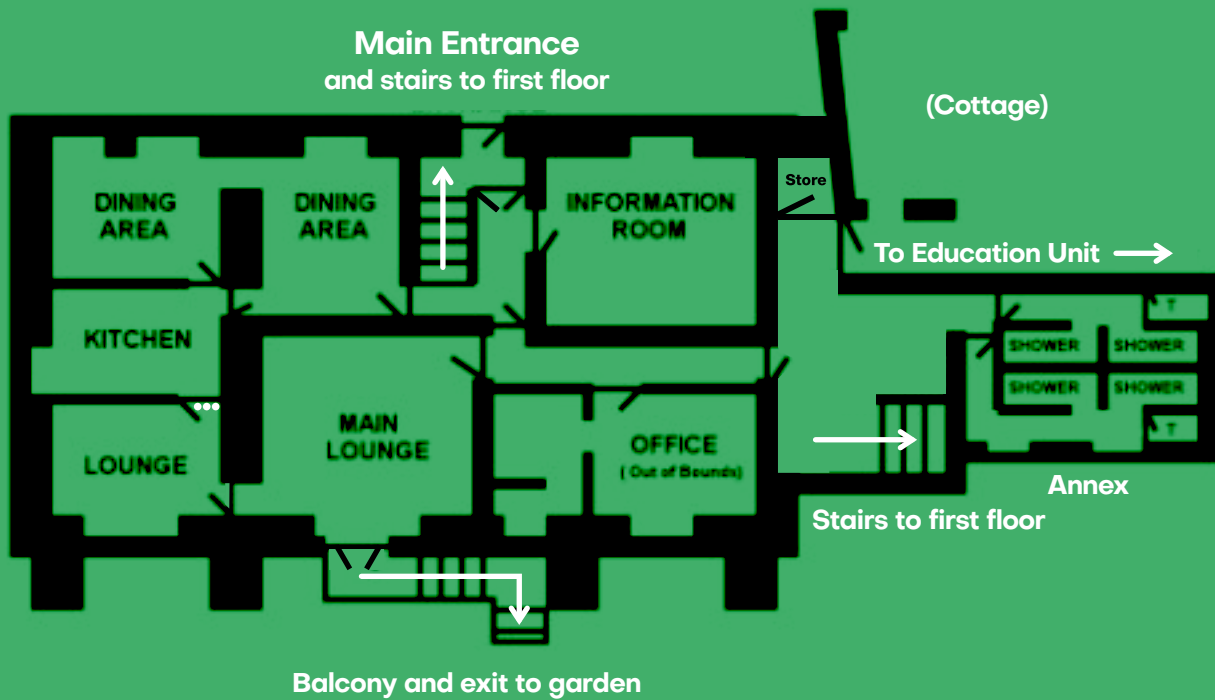 Main Entrance
and stairs to first floor
(Cottage)
DINING
AREA
DINING
AREA
INFORMATION
ROOM
Store
To Education Unit
T
KITCHEN
SHOWER
SHOWER
SHOWER
SHOWER
MAIN
LOUNGE
OFFICE
( Out of Bounds)
T
LOUNGE
Annex
Stairs to first floor
Balcony and exit to garden